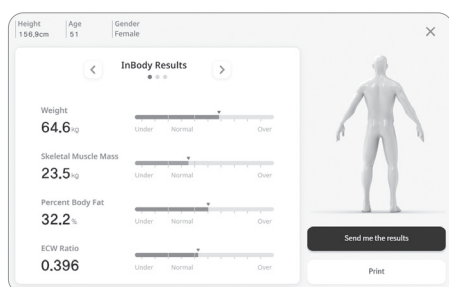 Height Age Gender
156.9cm 51 Female
InBody Results
Weight
64.6kg
Under Normal Over
Skeletal Muscle Mass
23.5kg
Under Normal Over
Percent Body Fat
32.2%
Under Normal Over
ECW Ratio
0.396
Under Normal Over
Send me the results
Print